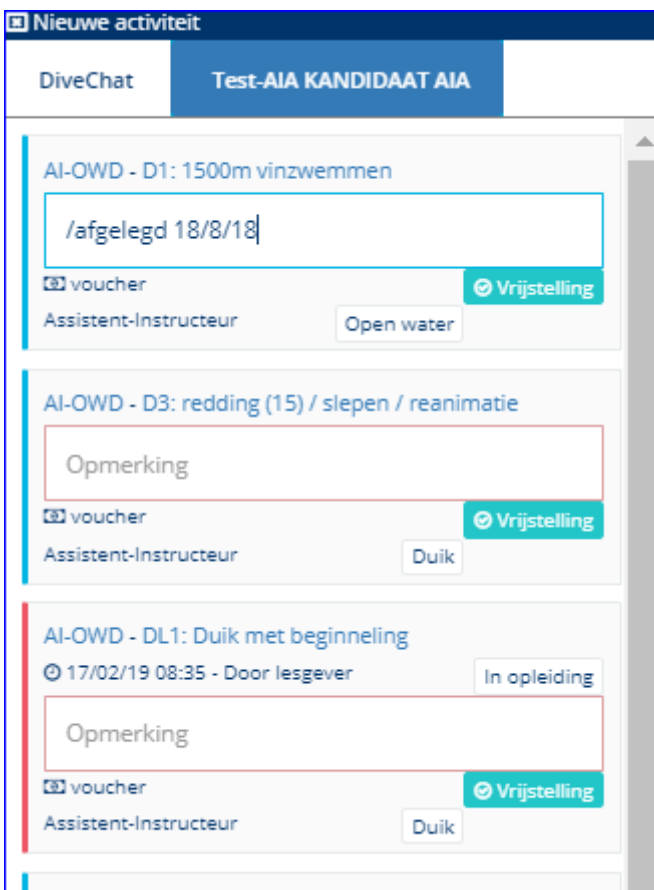 Nieuwe activiteit
DiveChat Test-AIA KANDIDAAT AIA
AI-OWD - D1: 1500m vinzwemmen
/afgelegd 18/8/18
voucher Vrijstelling
Assistent-Instructeur Open water
AI-OWD - D3: redding (15) / slepen / reanimatie
Opmerking
voucher Vrijstelling
Assistent-Instructeur Duik
AI-OWD - DL1: Duik met beginneling
17/02/19 08:35 - Door lesgever In opleiding
Opmerking
voucher Vrijstelling
Assistent-Instructeur Duik